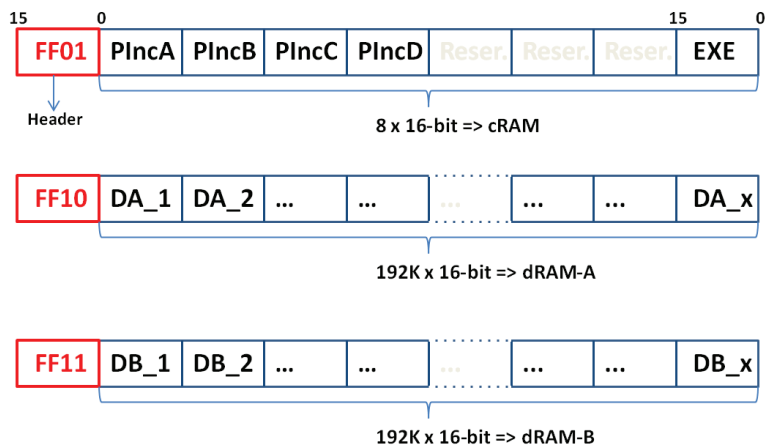 15 0 15 0
FF01 PIncA PIncB PIncC PIncD Reser. Reser. Reser. EXE
Header
8 x 16-bit => cRAM
FF10 DA_1 DA_2 ... ... ... ... ... DA_x
192K x 16-bit => dRAM-A
FF11 DB_1 DB_2 ... ... ... ... ... DB_x
192K x 16-bit => dRAM-B